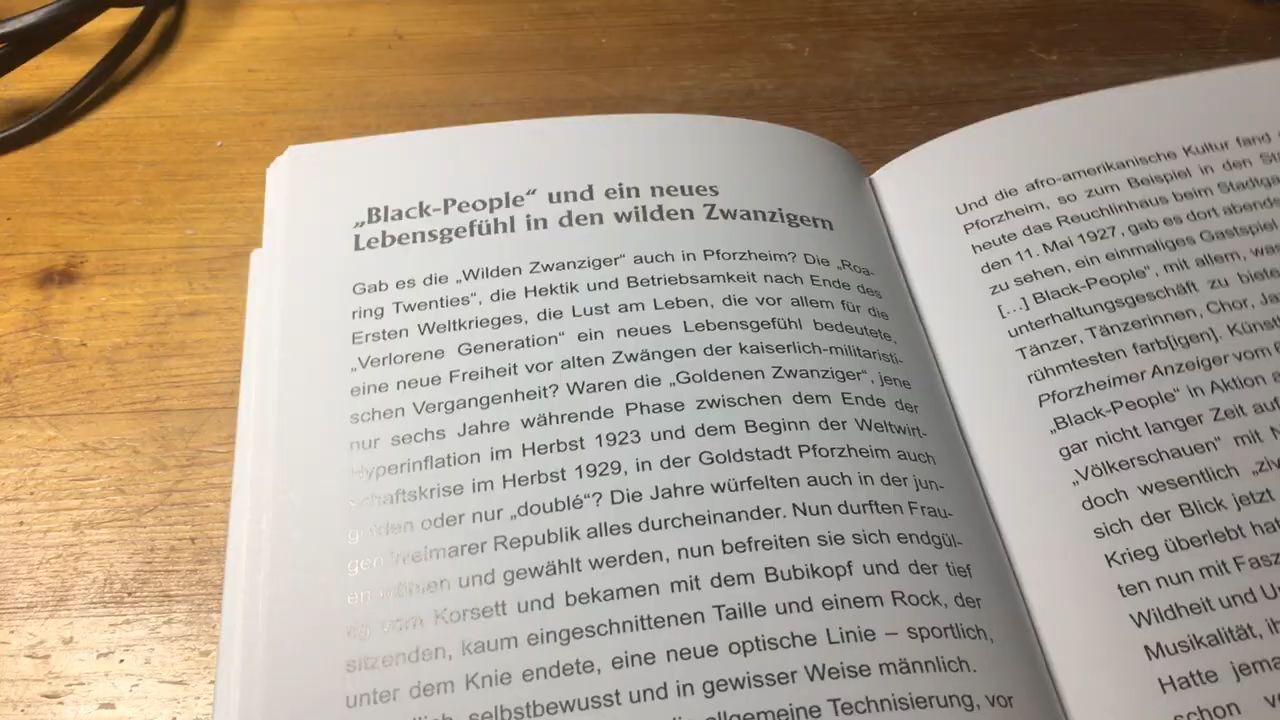 „Black-People“ und ein neues
Lebensgefühl in den wilden Zwanzigern
Gab es die „Wilden Zwanziger“ auch in Pforzheim? Die „Roa-
ring Twenties“, die Hektik und Betriebsamkeit nach Ende des
Ersten Weltkrieges, die Lust am Leben, die vor allem für die
„Verlorene Generation“ ein neues Lebensgefühl bedeutete,
eine neue Freiheit vor alten Zwängen der kaiserlich-militaristi-
schen Vergangenheit? Waren die „Goldenen Zwanziger“, jene
nur sechs Jahre währende Phase zwischen dem Ende der
Hyperinflation im Herbst 1923 und dem Beginn der Weltwirt-
schaftskrise im Herbst 1929, in der Goldstadt Pforzheim auch
golden oder nur „doublé“? Die Jahre würfelten auch in der jun-
gen Weimarer Republik alles durcheinander. Nun durften Frau-
en wählen und gewählt werden, nun befreiten sie sich endgül-
tig vom Korsett und bekamen mit dem Bubikopf und der tief
sitzenden, kaum eingeschnittenen Taille und einem Rock, der
unter dem Knie endete, eine neue optische Linie – sportlich,
selbstbewusst und in gewisser Weise männlich.
allgemeine Technisierung, vor
Und die afro-amerikanische Kultur fand
Pforzheim, so zum Beispiel in den
heute das Reuchlinhaus beim
den 11. Mai 1927, gab es dort
zu sehen, ein einmaliges Gastspiel
[...] Black-People“, mit allem,
unterhaltungsgeschäft zu
Tänzer, Tänzerinnen, Chor,
rühmtesten farb[igen].
Pforzheimer Anzeiger vom
„Black-People“ in Aktion
gar nicht langer Zeit auf
„Völkerschauen“ mit
doch wesentlich
sich der Blick jetzt
Krieg überlebt
ten nun mit
Wildheit und
Musikalität,
Hatte
schon